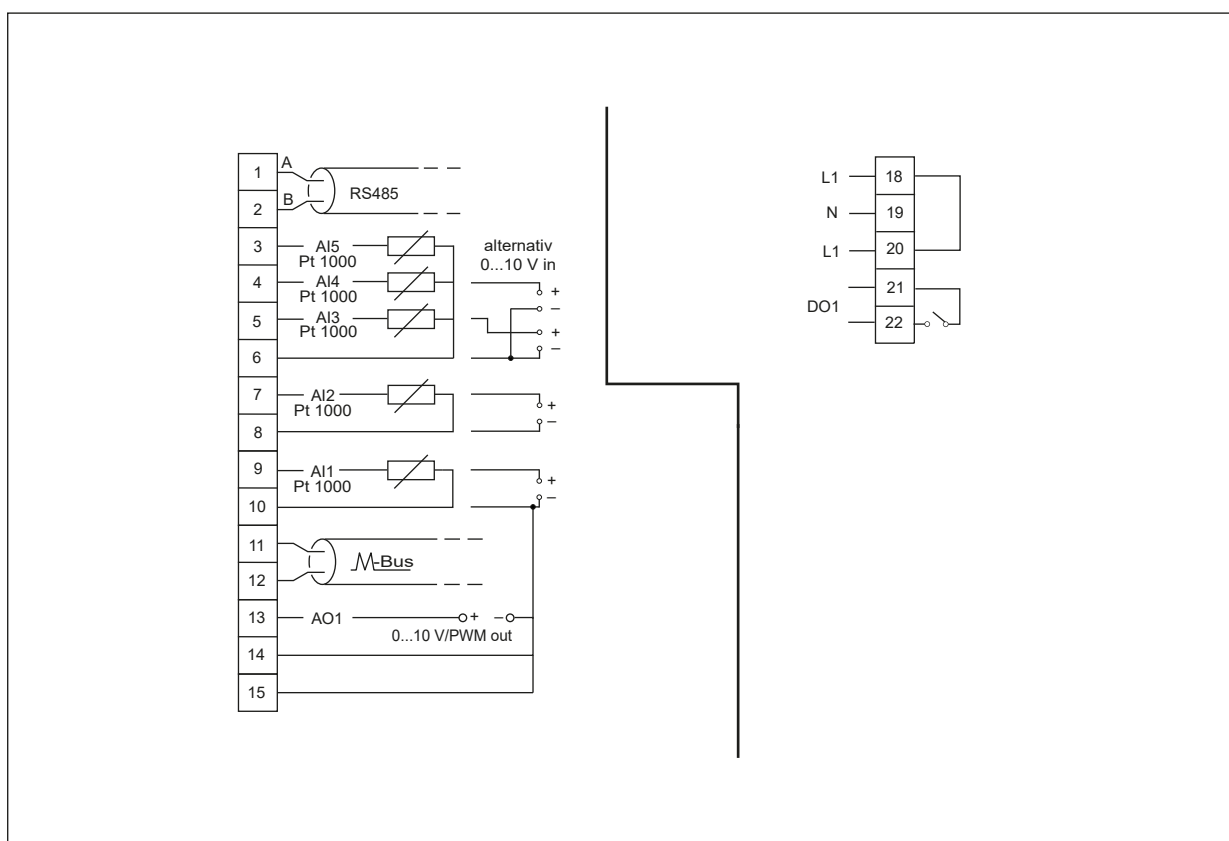 1
A
RS485
2
B
3
AI5
Pt 1000
alternativ
0...10 V in
4
AI4
Pt 1000
+
–
5
AI3
Pt 1000
+
–
6
7
AI2
Pt 1000
+
–
8
9
AI1
Pt 1000
+
–
10
11
M-Bus
12
13
AO1
+
–
0...10 V/PWM out
14
15
L1
18
N
19
L1
20
21
DO1
22